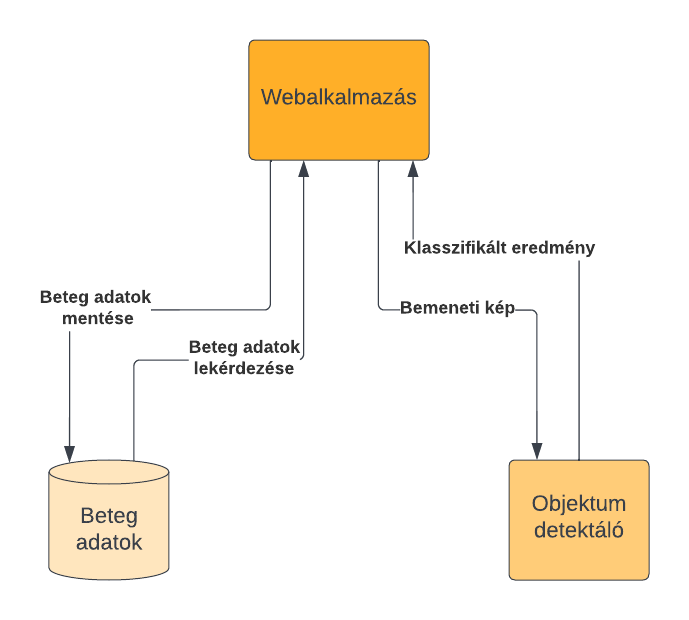 Webalkalmazás
Klasszifikált eredmény
Beteg adatok
mentése
Bemeneti kép
Beteg adatok
lekérdezése
Beteg
adatok
Objektum
detektáló